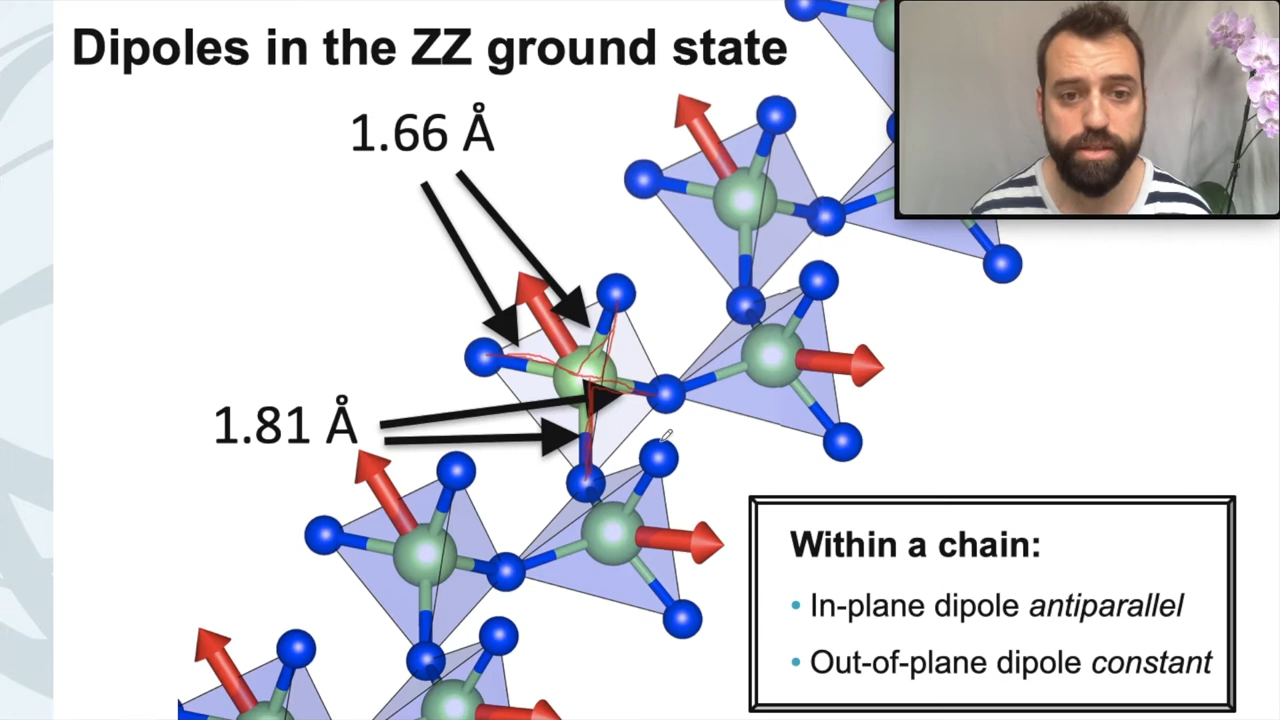 Dipoles in the ZZ ground state
1.66 Å
1.81 Å
Within a chain:
• In-plane dipole antiparallel
• Out-of-plane dipole constant